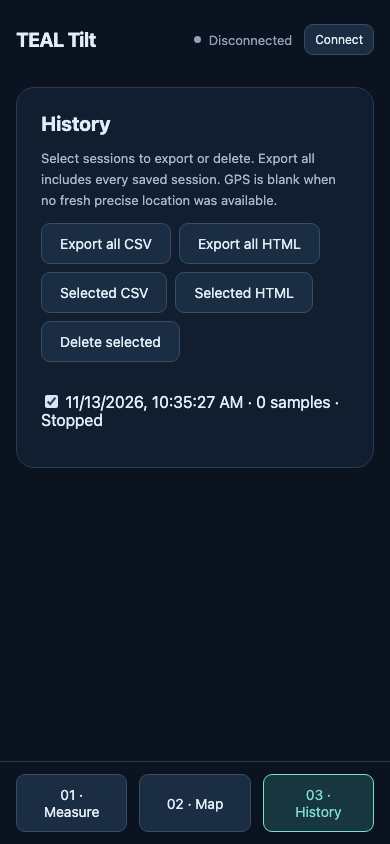 TEAL Tilt
Disconnected
Connect
History
Select sessions to export or delete. Export all
includes every saved session. GPS is blank when
no fresh precise location was available.
Export all CSV
Export all HTML
Selected CSV
Selected HTML
Delete selected
11/13/2026, 10:35:27 AM · 0 samples ·
Stopped
01 ·
Measure
02 · Map
03 ·
History